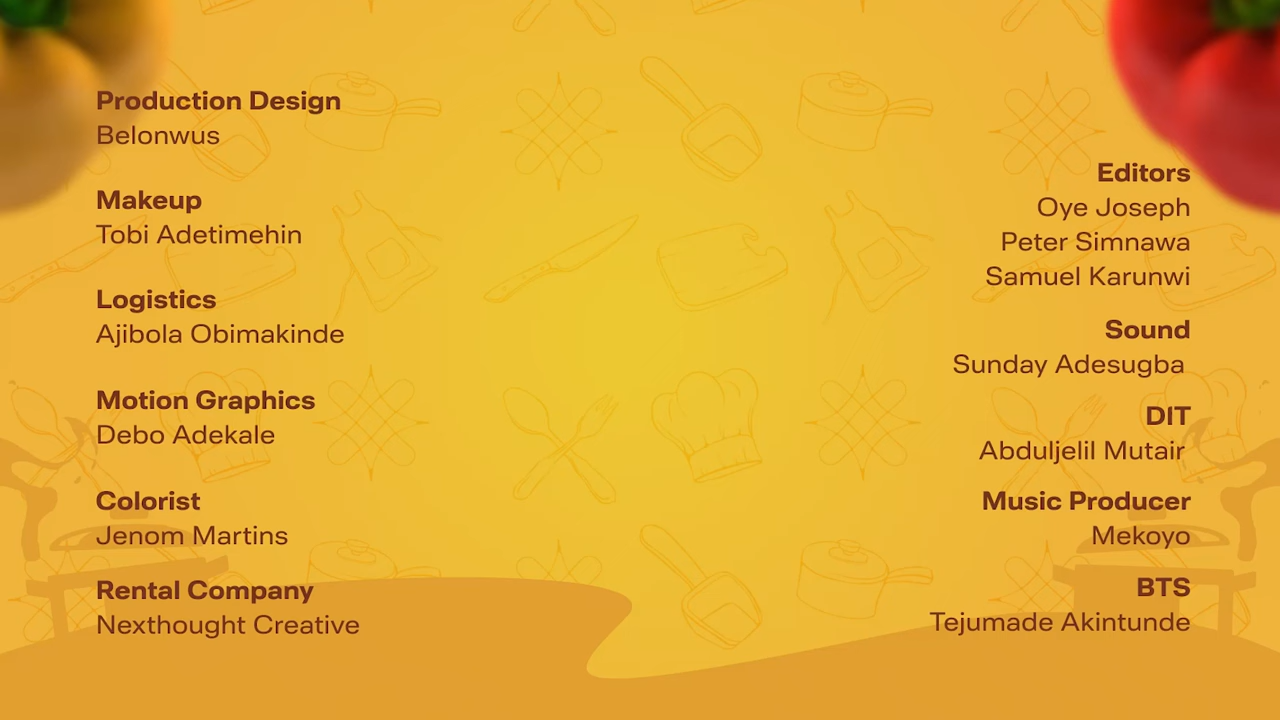 Production Design
Belonwus
Makeup
Tobi Adetimehin
Logistics
Ajibola Obimakinde
Motion Graphics
Debo Adekale
Colorist
Jenom Martins
Rental Company
Nexthought Creative
Editors
Oye Joseph
Peter Simnawa
Samuel Karunwi
Sound
Sunday Adesugba
DIT
Abduljelil Mutair
Music Producer
Mekoyo
BTS
Tejumade Akintunde